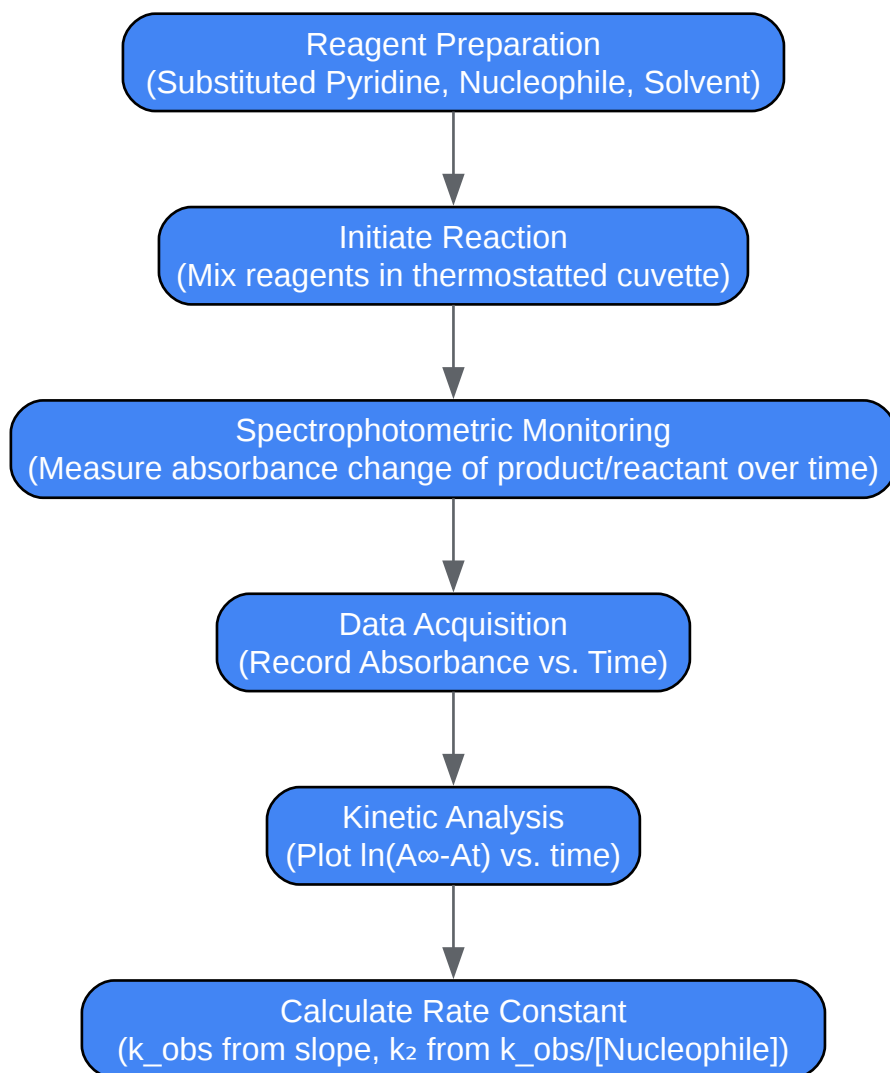 Reagent Preparation
(Substituted Pyridine, Nucleophile, Solvent)
Initiate Reaction
(Mix reagents in thermostatted cuvette)
Spectrophotometric Monitoring
(Measure absorbance change of product/reactant over time)
Data Acquisition
(Record Absorbance vs. Time)
Kinetic Analysis
(Plot ln(A∞-At) vs. time)
Calculate Rate Constant
(k_obs from slope, k₂ from k_obs/[Nucleophile])